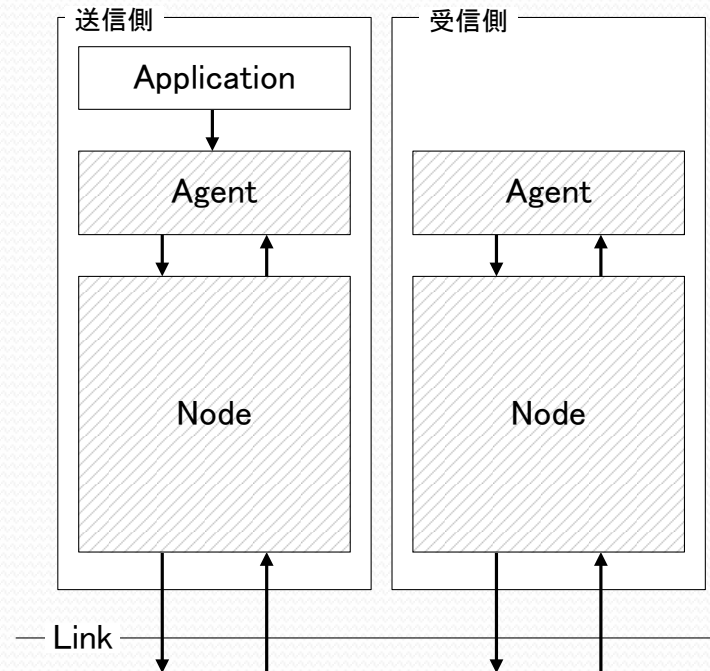 送信側
Application
Agent
Node
受信側
Agent
Node
Link